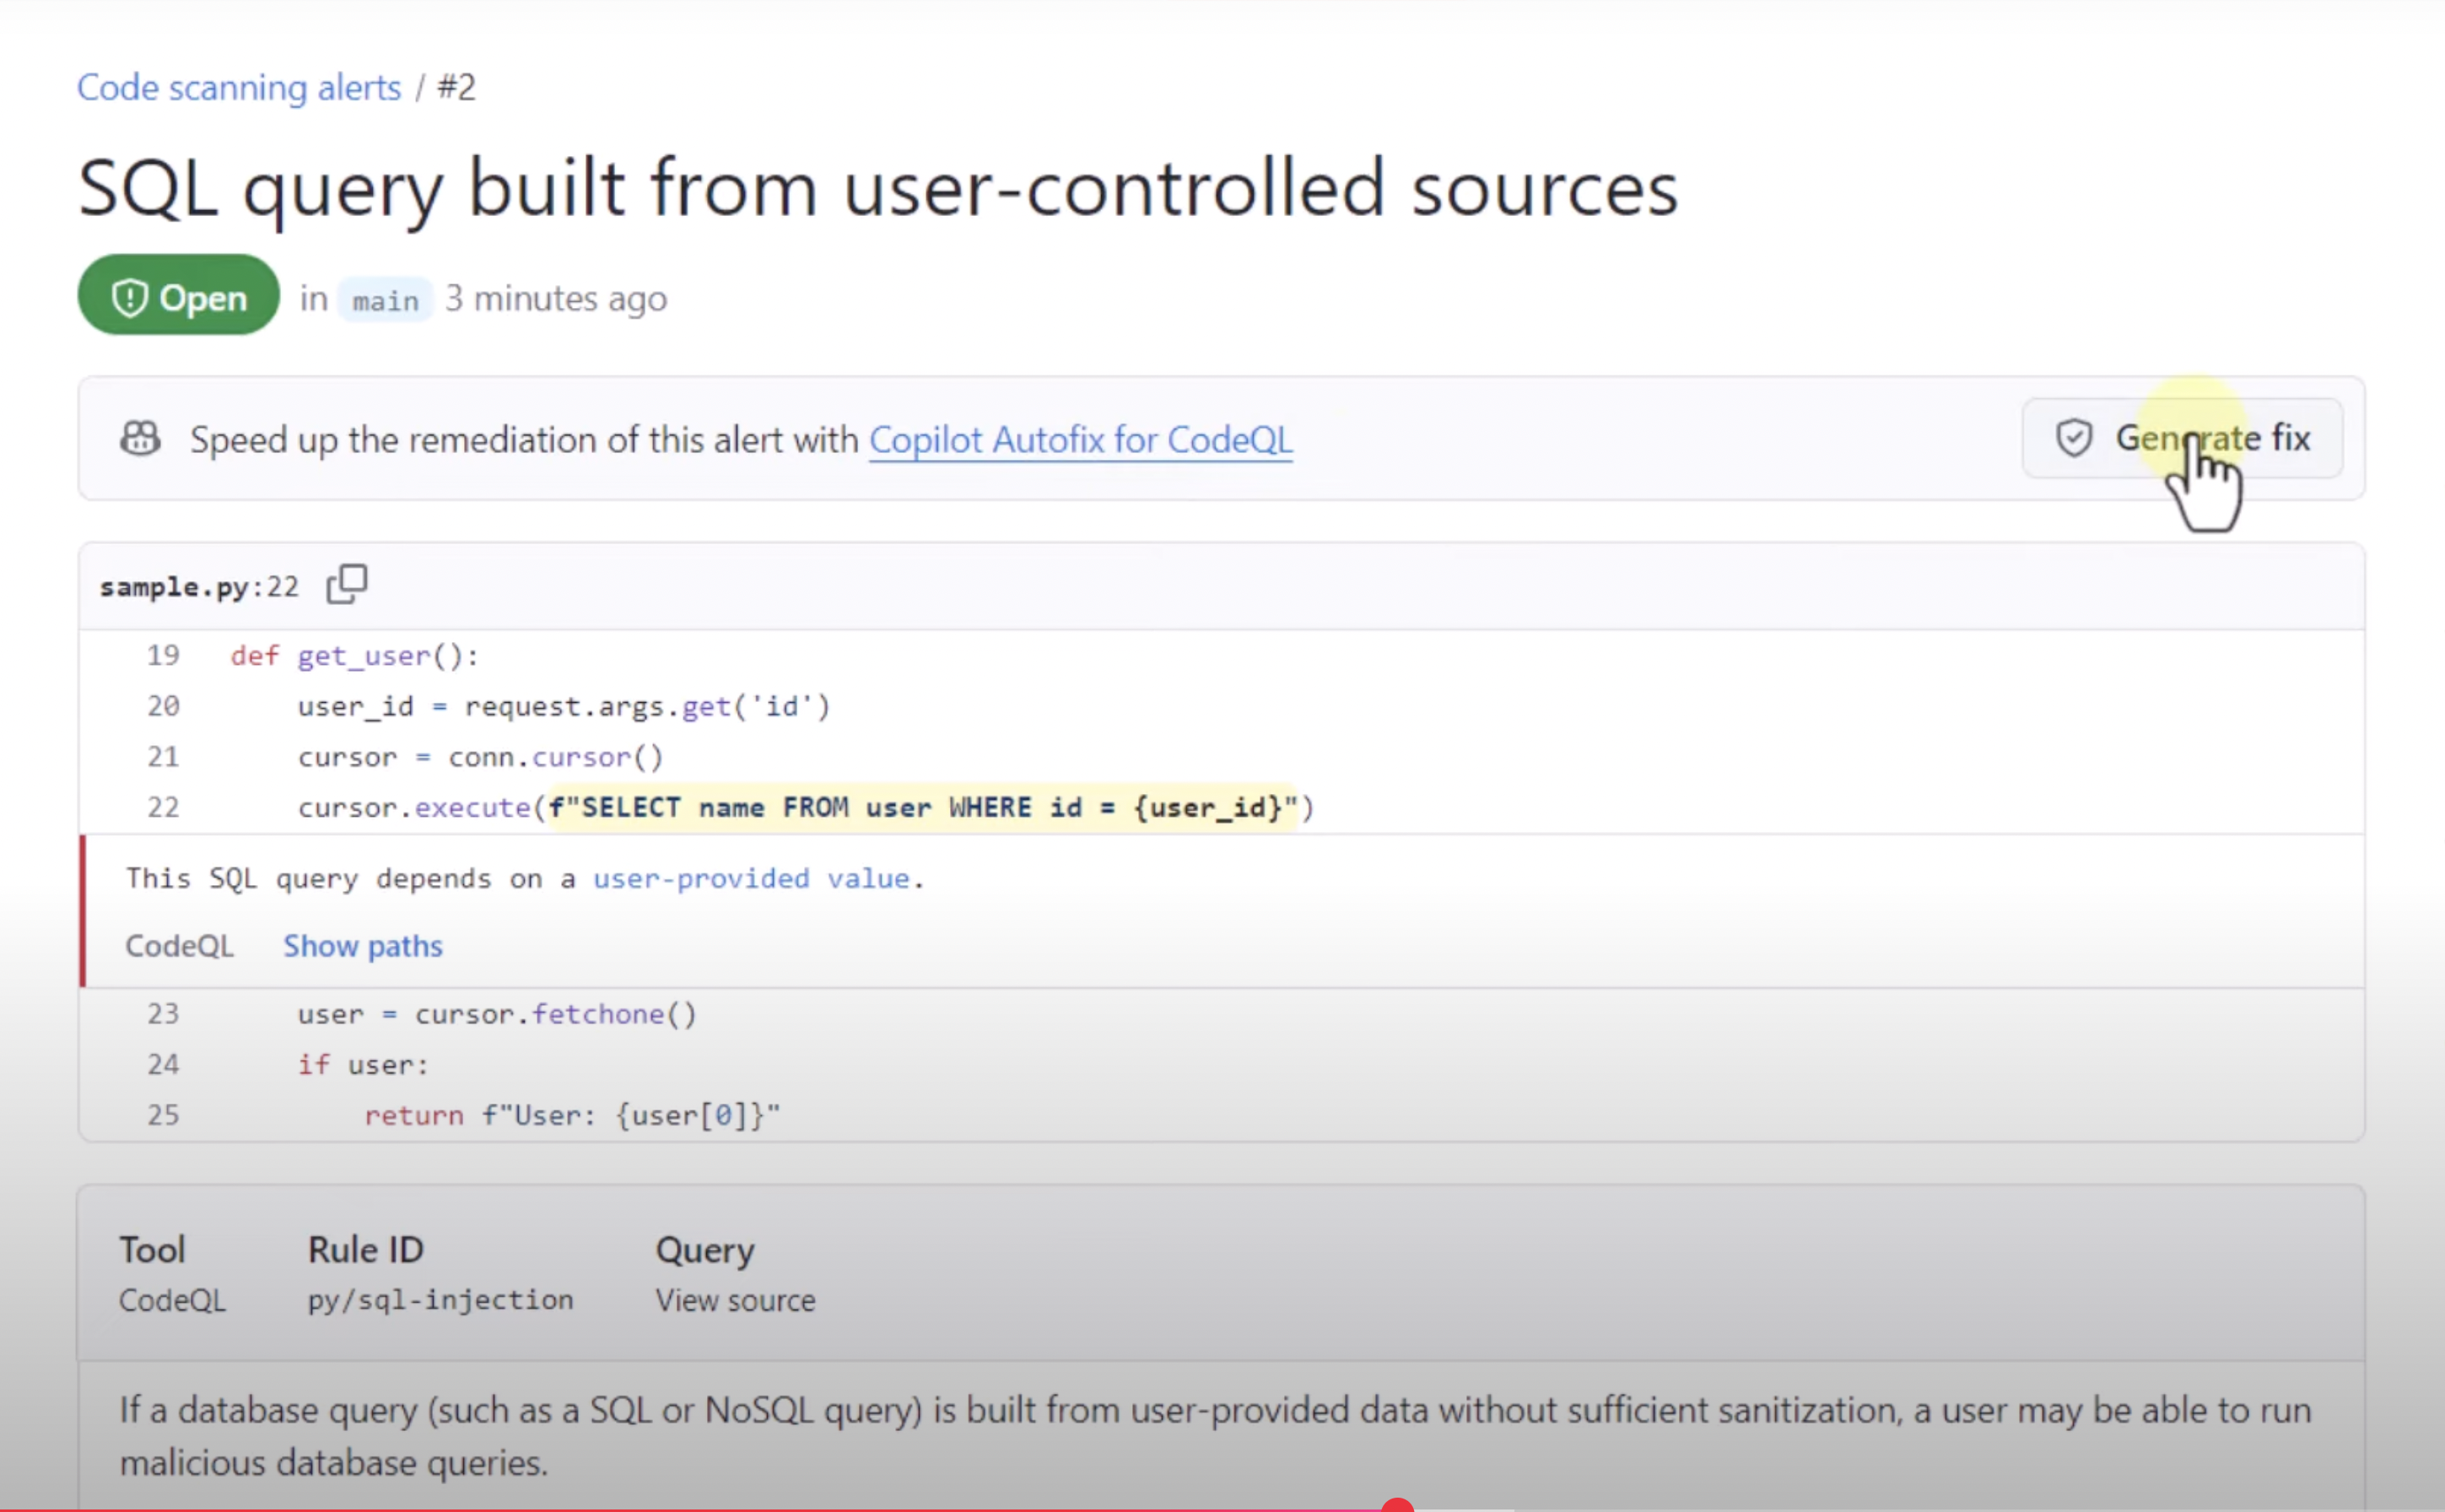 Code scanning alerts / #2
SQL query built from user-controlled sources
Open in main 3 minutes ago
Speed up the remediation of this alert with Copilot Autofix for CodeQL Generate fix
sample.py:22
19 def get_user():
20     user_id = request.args.get('id')
21     cursor = conn.cursor()
22     cursor.execute(f"SELECT name FROM user WHERE id = {user_id}")
This SQL query depends on a user-provided value.
CodeQL Show paths
23     user = cursor.fetchone()
24     if user:
25         return f"User: {user[0]}"
Tool Rule ID Query
CodeQL py/sql-injection View source
If a database query (such as a SQL or NoSQL query) is built from user-provided data without sufficient sanitization, a user may be able to run
malicious database queries.